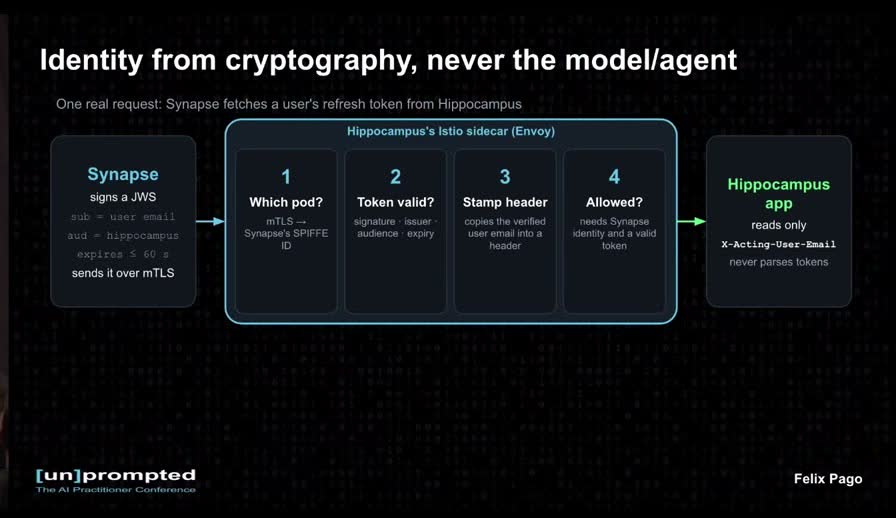 Identity from cryptography, never the model/agent
One real request: Synapse fetches a user's refresh token from Hippocampus
Hippocampus's Istio sidecar (Envoy)
Synapse
signs a JWS
sub = user email
aud = hippocampus
expires ≤ 60 s
sends it over mTLS
1
Which pod?
mTLS →
Synapse's SPIFFE
ID
2
Token valid?
signature · issuer ·
audience · expiry
3
Stamp header
copies the verified
user email into a
header
4
Allowed?
needs Synapse
identity and a valid
token
Hippocampus
app
reads only
X-Acting-User-Email
never parses tokens
[un]prompted
The AI Practitioner Conference
Felix Pago